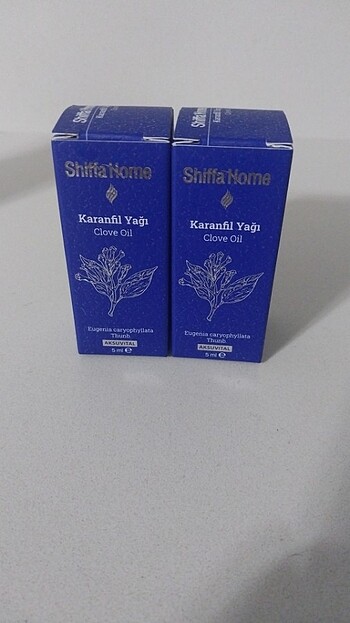 Shiffa Home
Karanfil Yağı
Clove Oil
Eugenia caryophyllata
Thunb
AKSUVITAL
5 ml e
Shiffa Home
Karanfil Yağı
Clove Oil
Eugenia caryophyllata
Thunb
AKSUVITAL
5 ml e